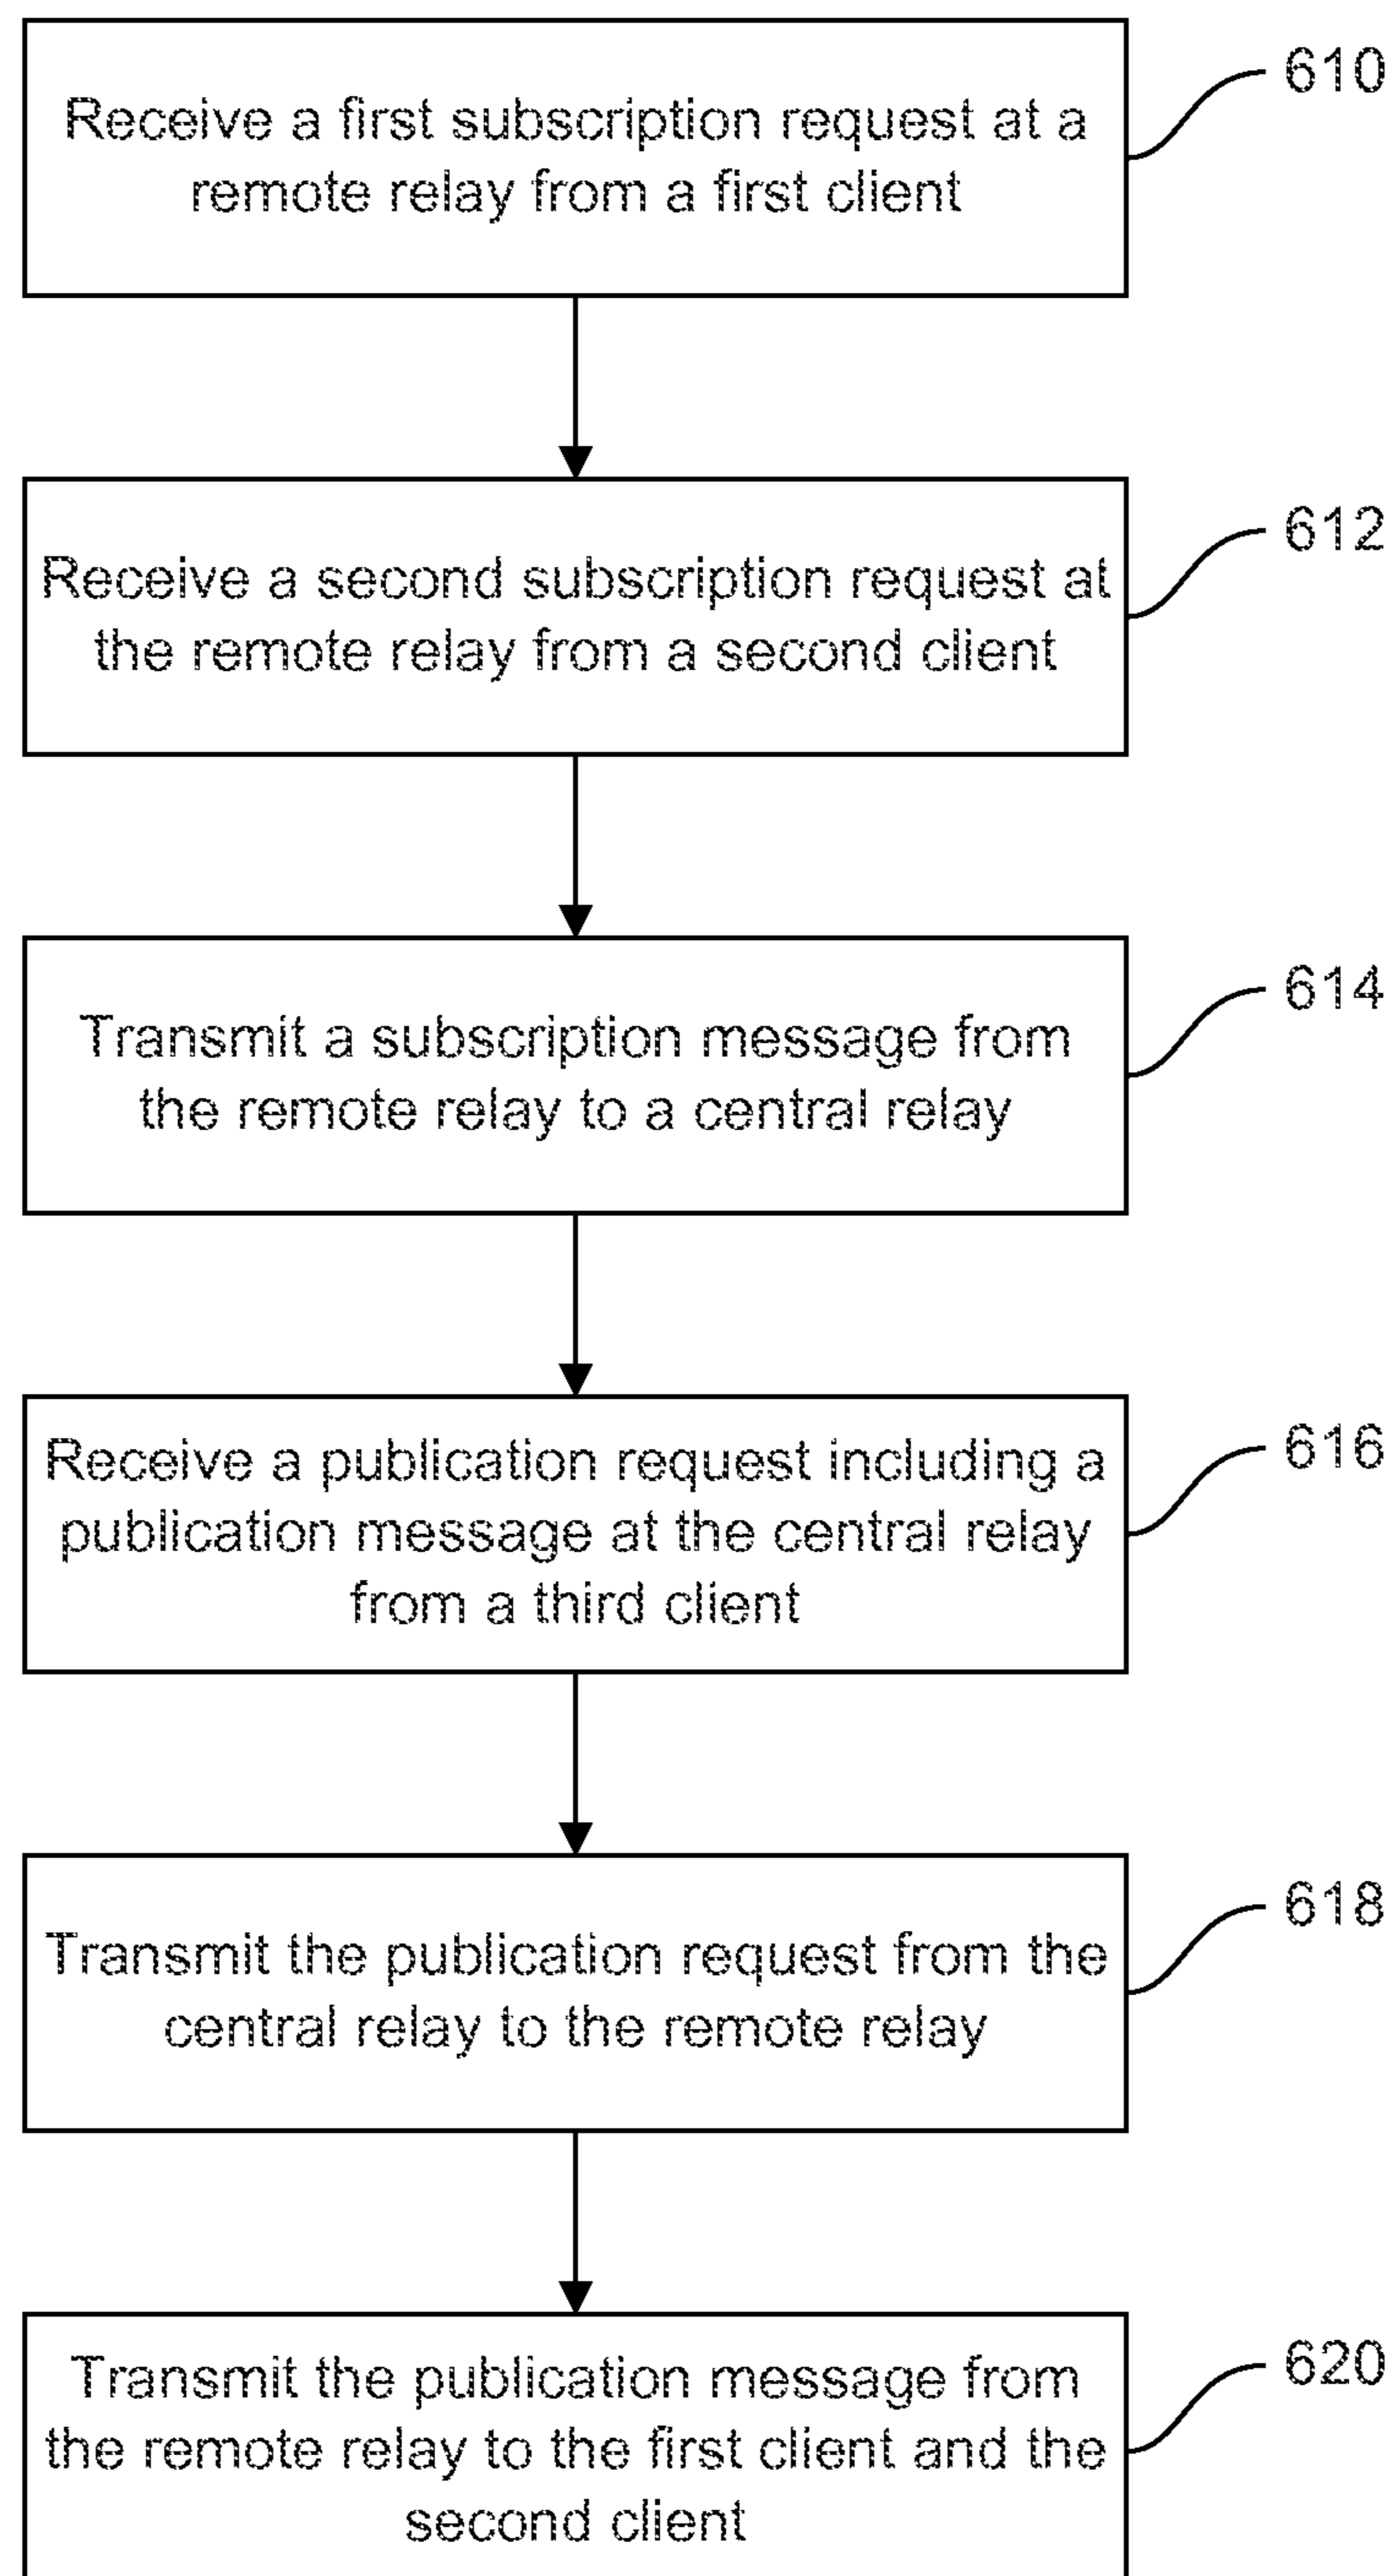 Receive a first subscription request at a
remote relay from a first client
610
Receive a second subscription request at
the remote relay from a second client
612
Transmit a subscription message from
the remote relay to a central relay
614
Receive a publication request including a
publication message at the central relay
from a third client
616
Transmit the publication request from the
central relay to the remote relay
618
Transmit the publication message from
the remote relay to the first client and the
second client
620